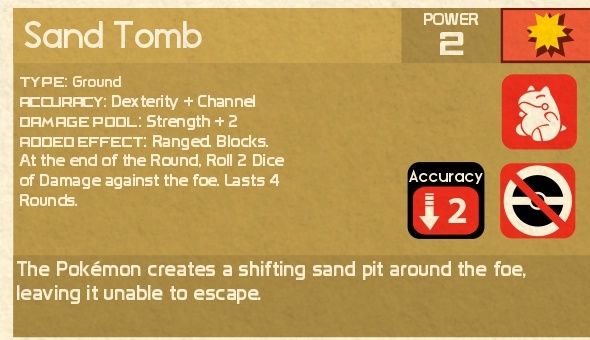 Sand Tomb
POWER
2
TYPE: Ground
ACCURACY: Dexterity + Channel
DAMAGE POOL: Strength + 2
ADDED EFFECT: Ranged. Blocks.
At the end of the Round, Roll 2 Dice
of Damage against the foe. Lasts 4
Rounds.
Accuracy
2
The Pokémon creates a shifting sand pit around the foe,
leaving it unable to escape.